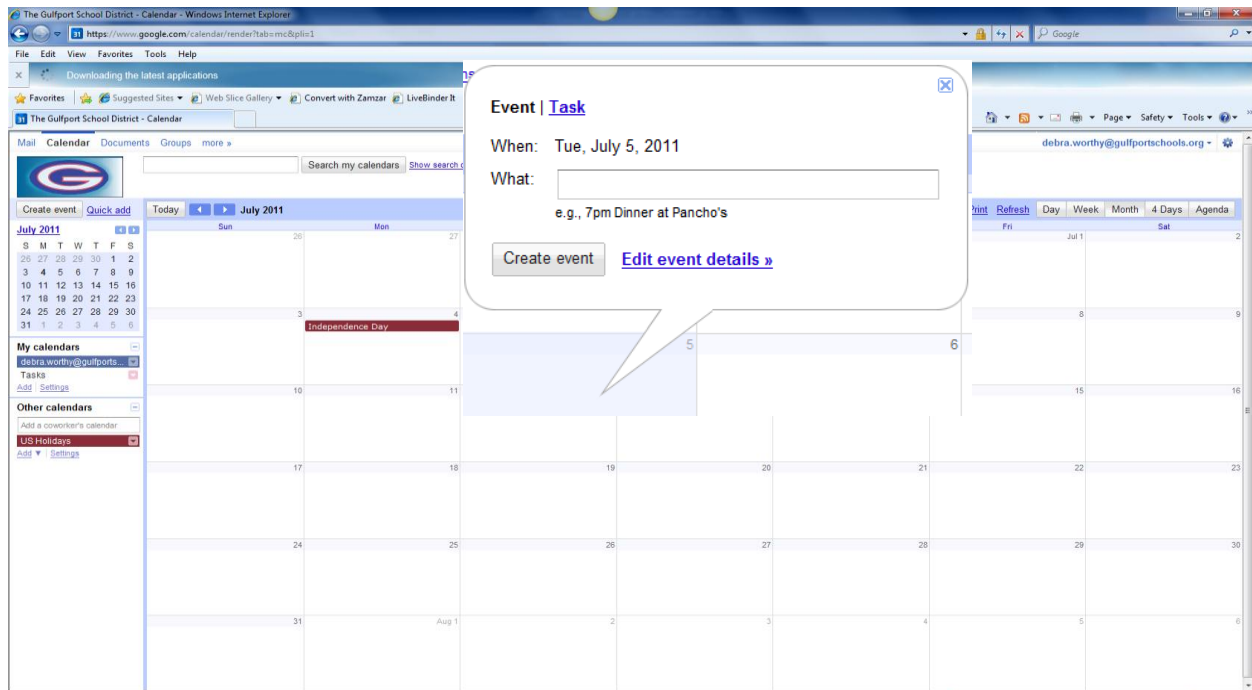 The Gulfport School District - Calendar - Windows Internet Explorer
https://www.google.com/calendar/render?tab=mc&pli=1
Google
File Edit View Favorites Tools Help
x Downloading the latest applications
Favorites Suggested Sites Web Slice Gallery Convert with Zamzar LiveBinder It
The Gulfport School District - Calendar
Page Safety Tools
Mail Calendar Documents Groups more »
debra.worthy@gulfportschools.org
G
Search my calendars Show search
Create event Quick add
Today July 2011
Print Refresh Day Week Month 4 Days Agenda
Event | Task
When: Tue, July 5, 2011
What:
e.g., 7pm Dinner at Pancho's
Create event Edit event details »
July 2011
S M T W T F S
26 27 28 29 30 1 2
3 4 5 6 7 8 9
10 11 12 13 14 15 16
17 18 19 20 21 22 23
24 25 26 27 28 29 30
31 1 2 3 4 5 6
My calendars
debra.worthy@gulfports...
Tasks
Add Settings
Other calendars
Add a coworker's calendar
US Holidays
Add Settings
Sun Mon Fri Sat
26 27 Jul 1 2
3 4 5 6 8 9
Independence Day
10 11 15 16
17 18 19 20 21 22 23
24 25 26 27 28 29 30
31 Aug 1 2 3 4 5 6